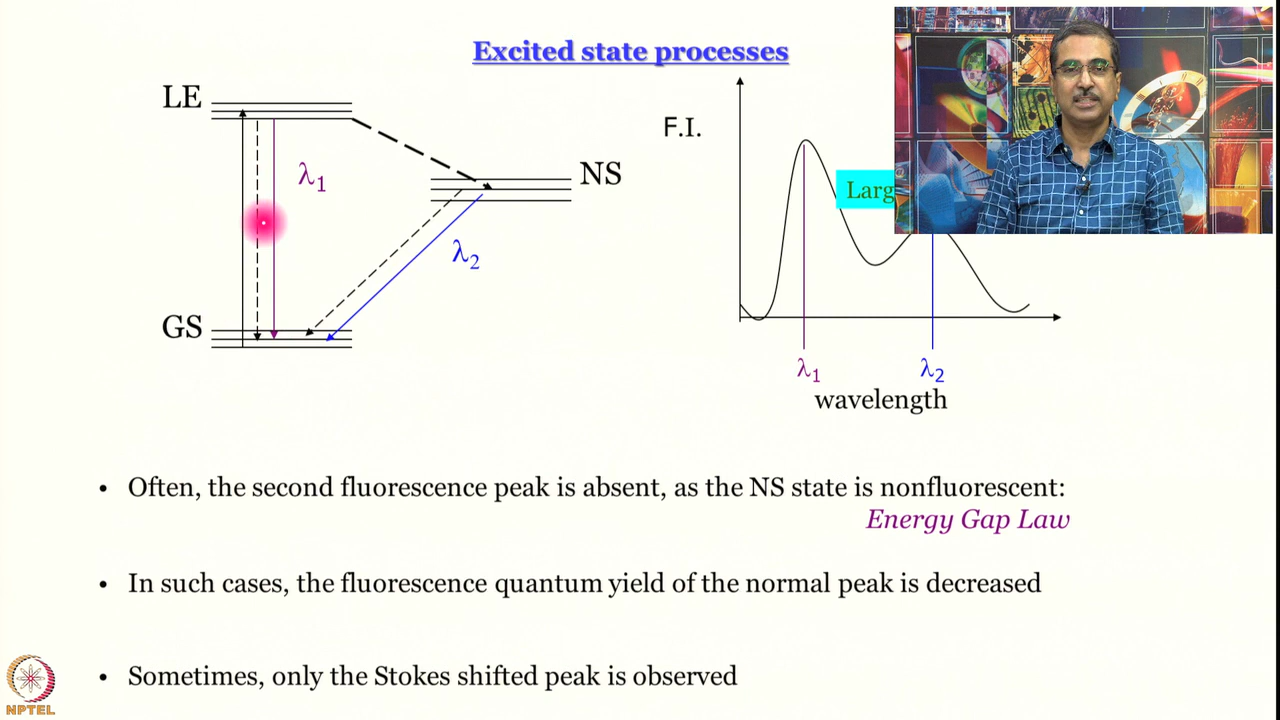 Excited state processes
LE
λ1
NS
λ2
GS
F.I.
Larg
λ1
λ2
wavelength
• Often, the second fluorescence peak is absent, as the NS state is nonfluorescent:
Energy Gap Law
• In such cases, the fluorescence quantum yield of the normal peak is decreased
• Sometimes, only the Stokes shifted peak is observed
NPTEL